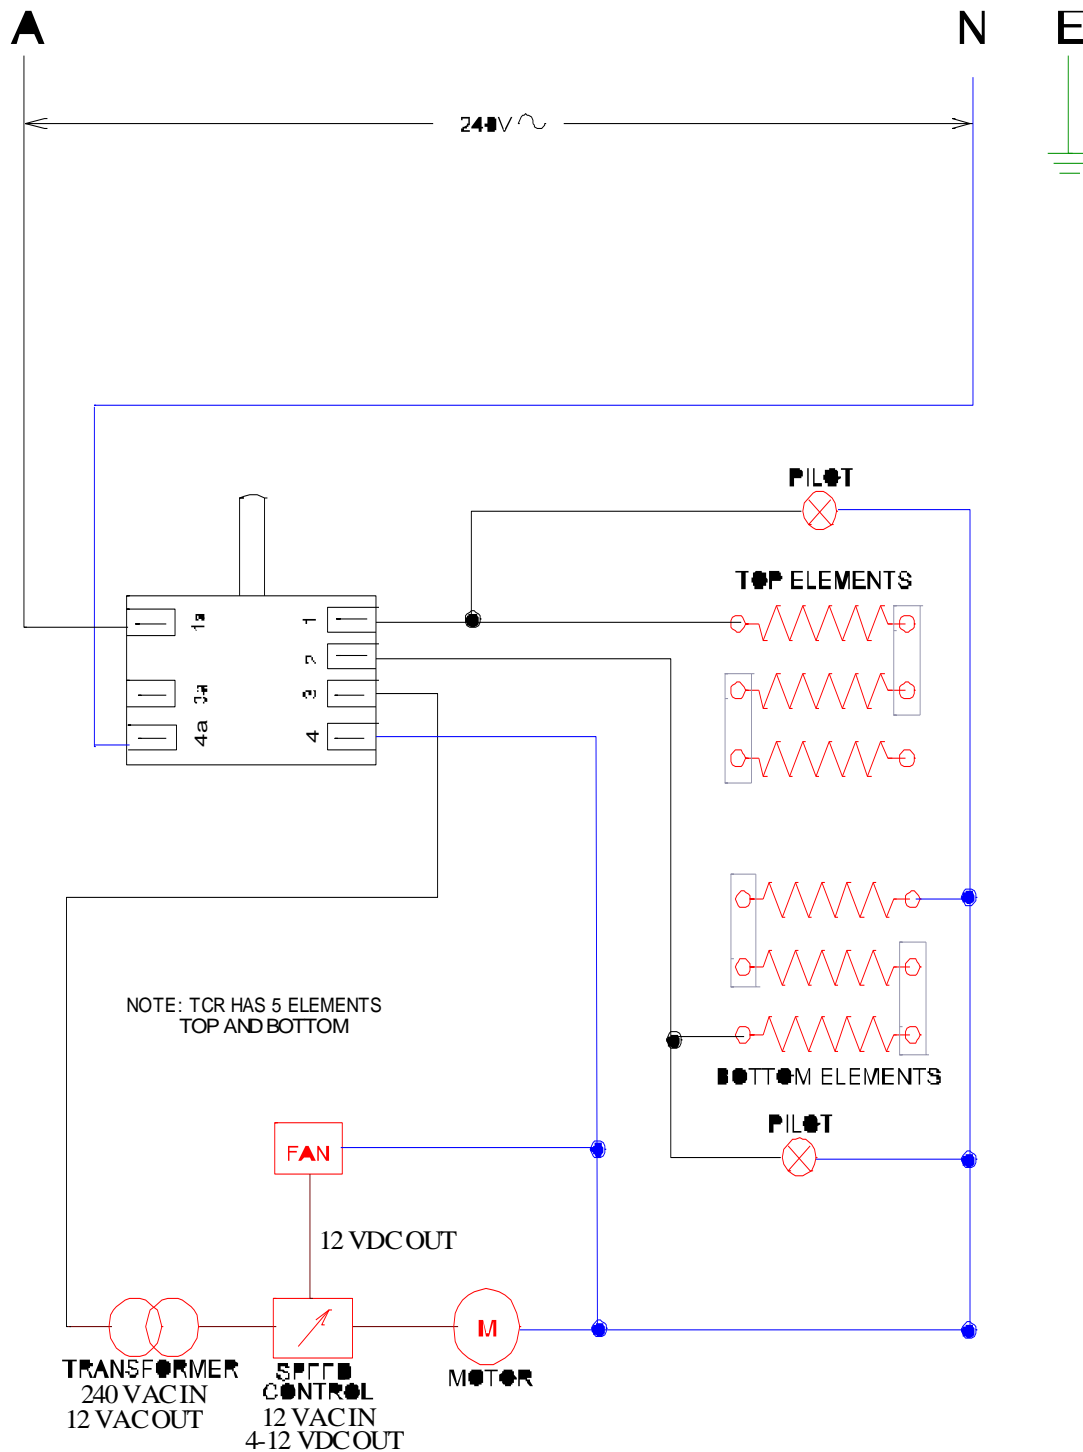 A
N
E
240V
PILOT
TOP ELEMENTS
1a
1
2
3a
3
4a
4
NOTE: TCR HAS 5 ELEMENTS
TOP AND BOTTOM
BOTTOM ELEMENTS
PILOT
FAN
12 VDC OUT
M
TRANSFORMER
240 VAC IN
12 VAC OUT
SPEED
CONTROL
12 VAC IN
4-12 VDC OUT
MOTOR